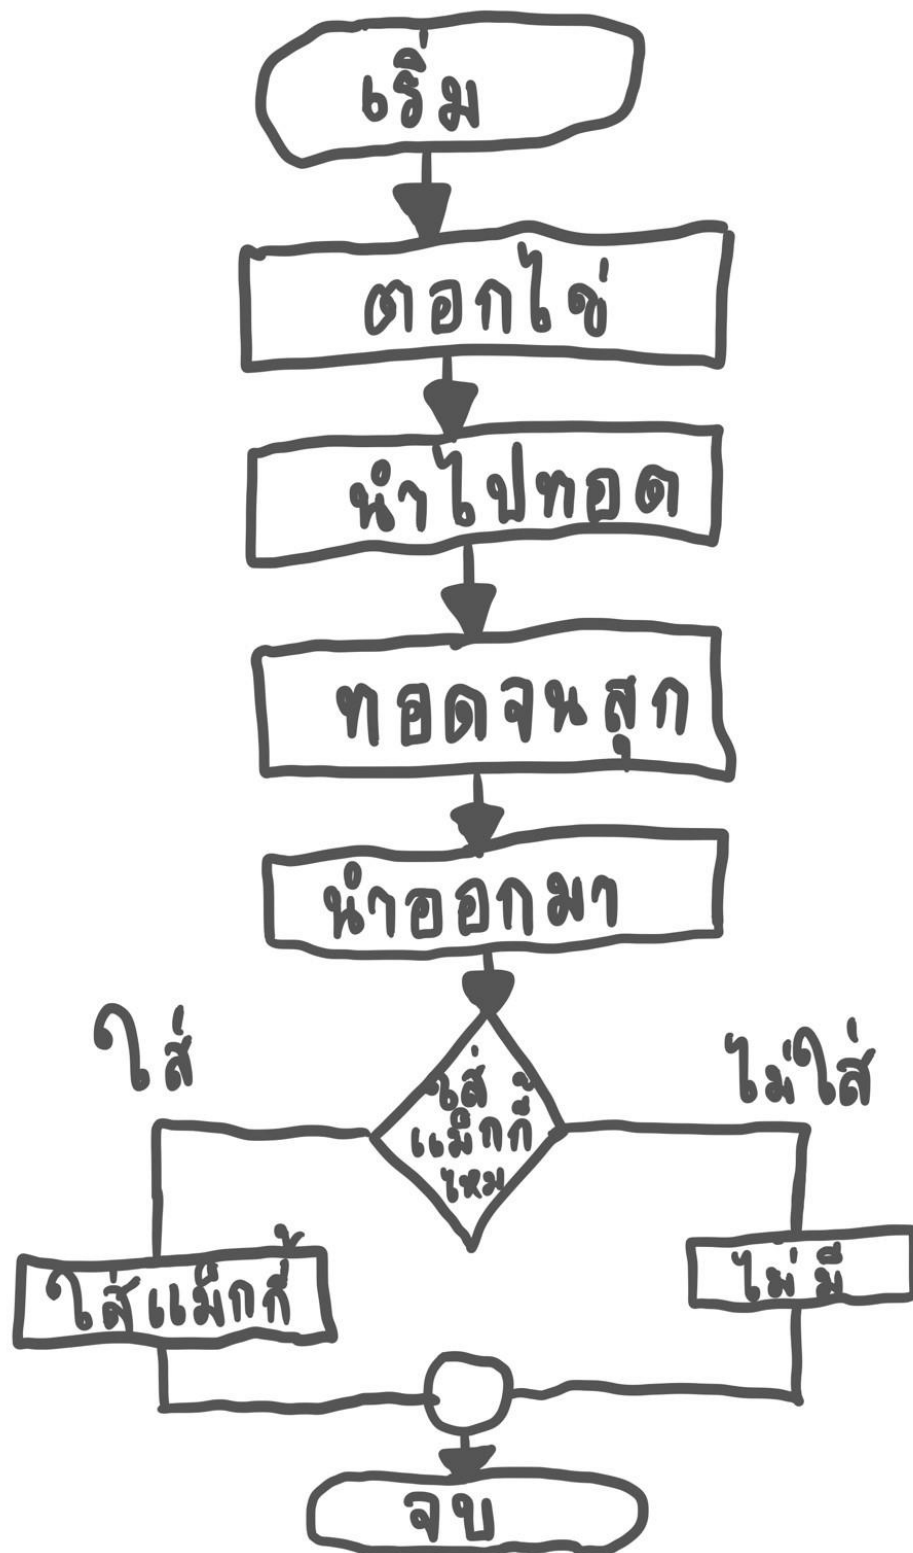 เริ่ม
ตอกไข่
นำไปทอด
ทอดจนสุก
นำออกมา
ใส่
ไม่ใส่
ใส่
แม็กกี้
ไหม
ใส่แม็กกี้
ไม่มี
จบ